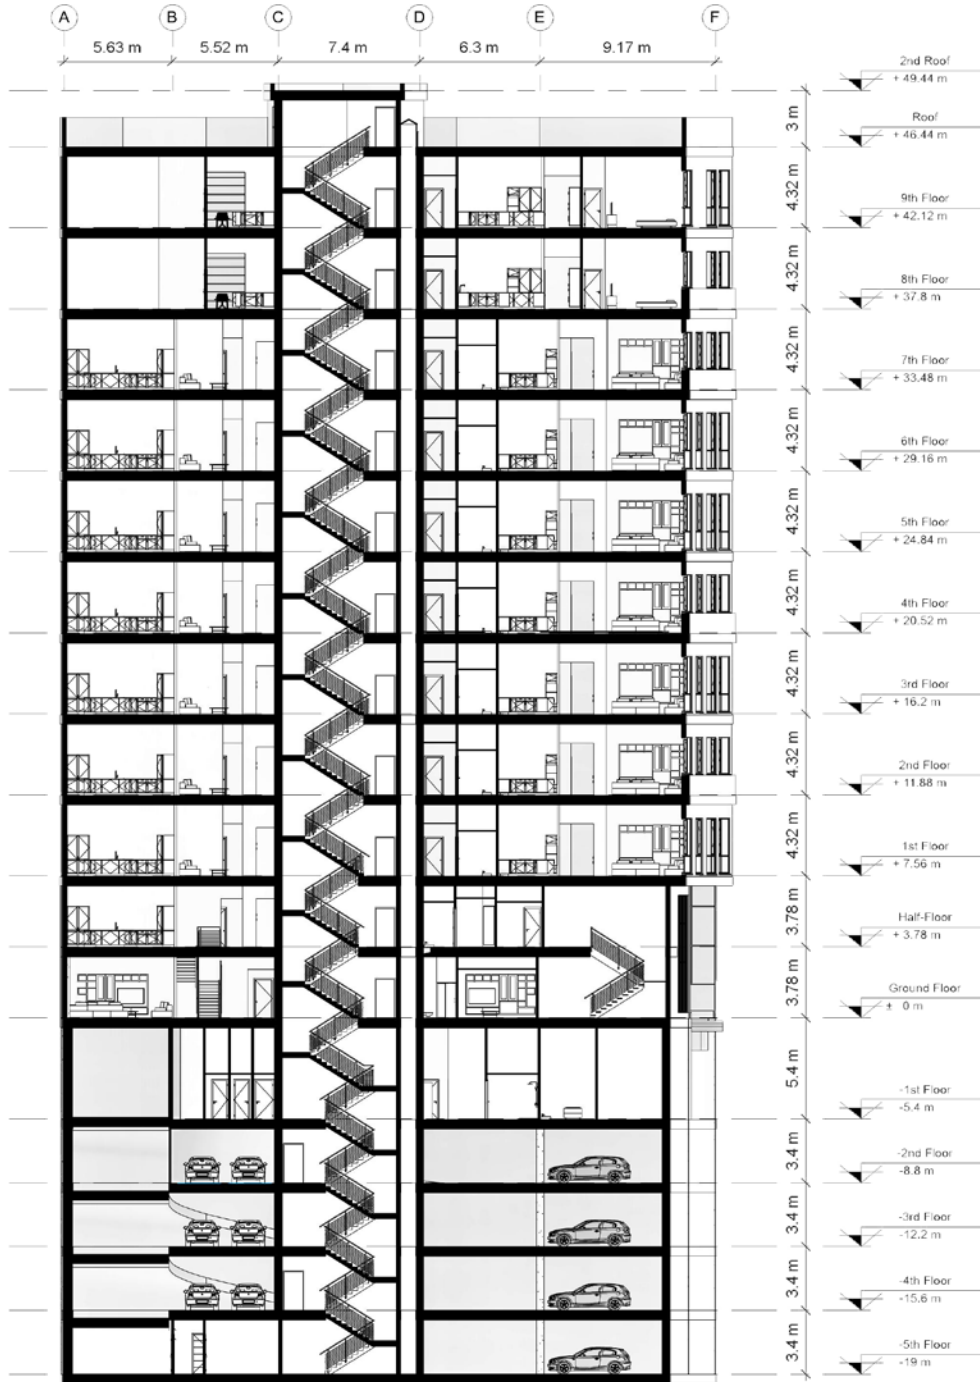 A B C D E F
5.63 m 5.52 m 7.4 m 6.3 m 9.17 m
2nd Roof
+ 49.44 m
3 m
Roof
+ 46.44 m
4.32 m
9th Floor
+ 42.12 m
4.32 m
8th Floor
+ 37.8 m
4.32 m
7th Floor
+ 33.48 m
4.32 m
6th Floor
+ 29.16 m
4.32 m
5th Floor
+ 24.84 m
4.32 m
4th Floor
+ 20.52 m
4.32 m
3rd Floor
+ 16.2 m
4.32 m
2nd Floor
+ 11.88 m
4.32 m
1st Floor
+ 7.56 m
3.78 m
Half-Floor
+ 3.78 m
3.78 m
Ground Floor
± 0 m
5.4 m
-1st Floor
-5.4 m
3.4 m
-2nd Floor
-8.8 m
3.4 m
-3rd Floor
-12.2 m
3.4 m
-4th Floor
-15.6 m
3.4 m
-5th Floor
-19 m